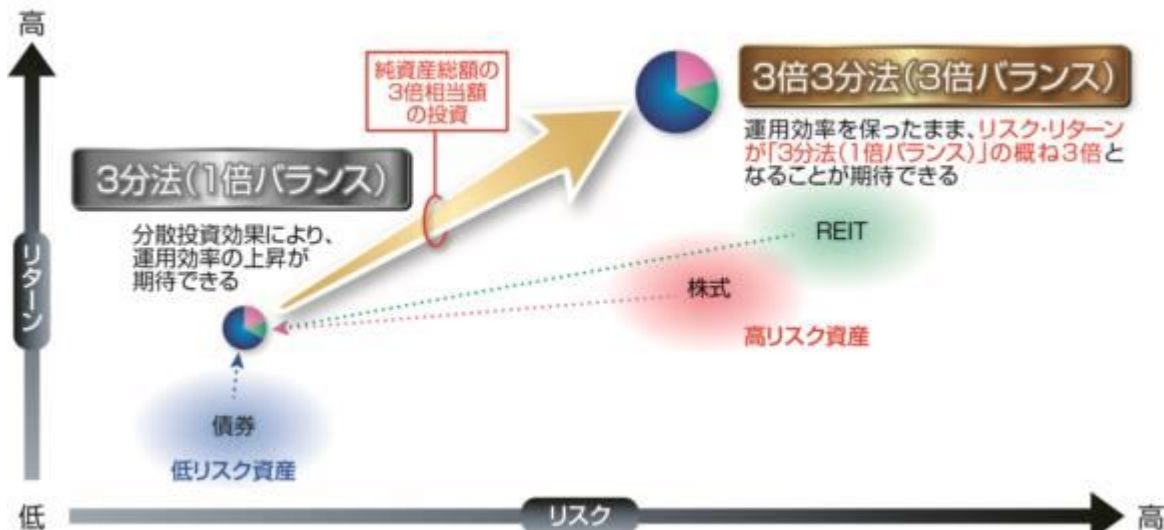 高
純資産総額の
3倍相当額
の投資
3倍3分法(3倍バランス)
運用効率を保ったまま、リスク・リターン
が「3分法(1倍バランス)」の概ね3倍と
なることが期待できる
3分法(1倍バランス)
分散投資効果により、
運用効率の上昇が
期待できる
リターン
REIT
株式
高リスク資産
債券
低リスク資産
低
リスク
高